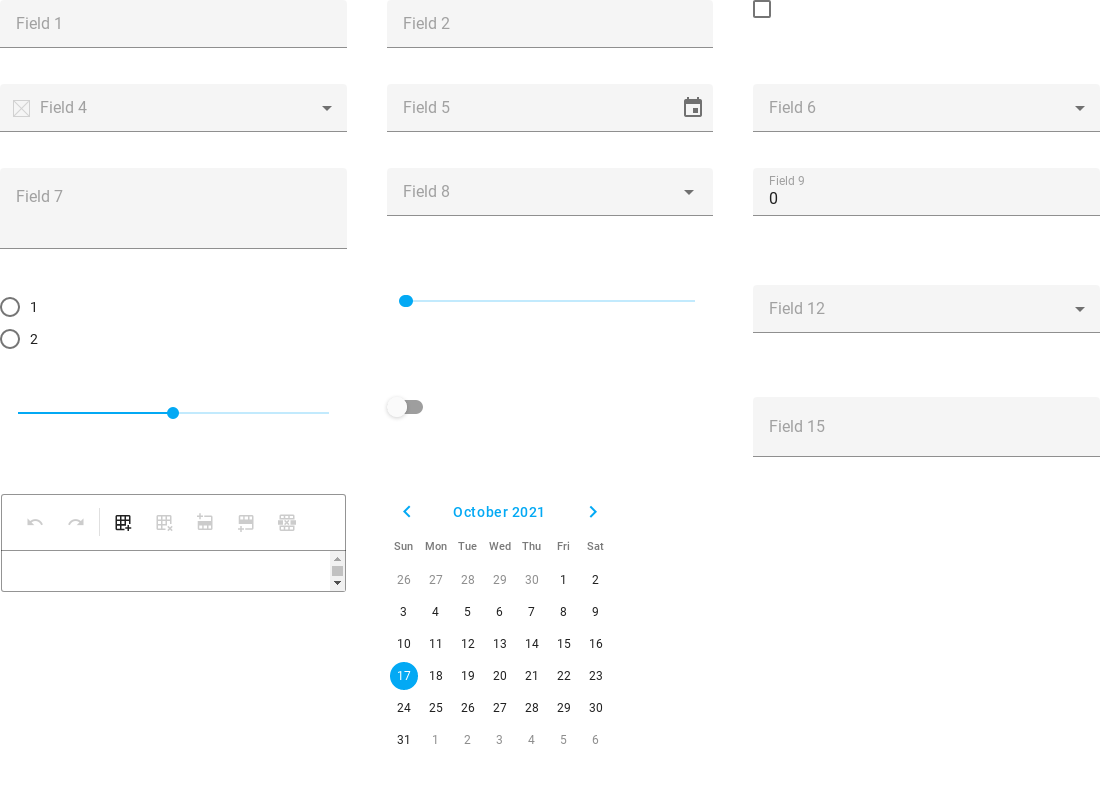 Field 1
Field 2
Field 4
Field 5
Field 6
Field 7
Field 8
Field 9
0
1
2
Field 12
Field 15
October 2021
Sun Mon Tue Wed Thu Fri Sat
26 27 28 29 30 1 2
3 4 5 6 7 8 9
10 11 12 13 14 15 16
17 18 19 20 21 22 23
24 25 26 27 28 29 30
31 1 2 3 4 5 6